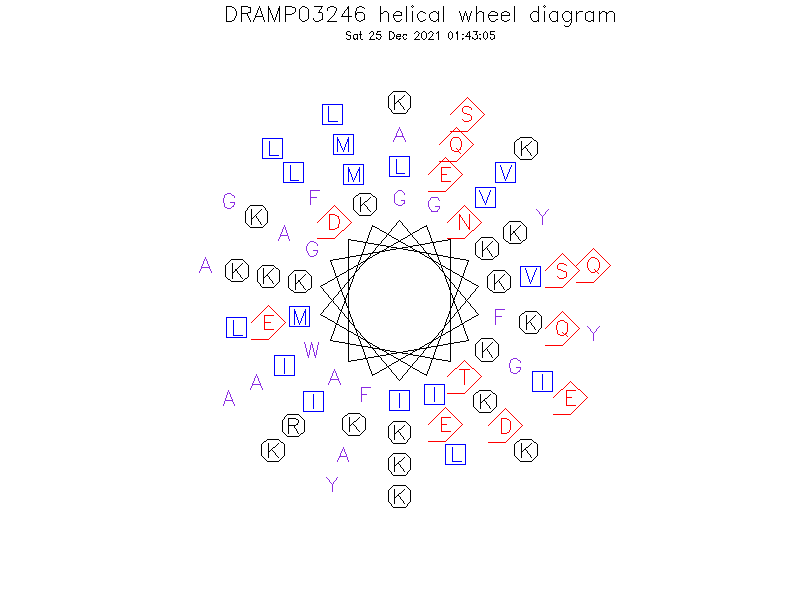 DRAMP03246 helical wheel diagram
Sat 25 Dec 2021 01:43:05
K
L S
A
M Q
L K
L
L M E V
G F K G G V
K D N Y
A K
G K
A K K K K V S Q
L E M F K Q Y
W K
I G
A A T I
A I F I I K E
R K K E D
K A L K
K
Y
K